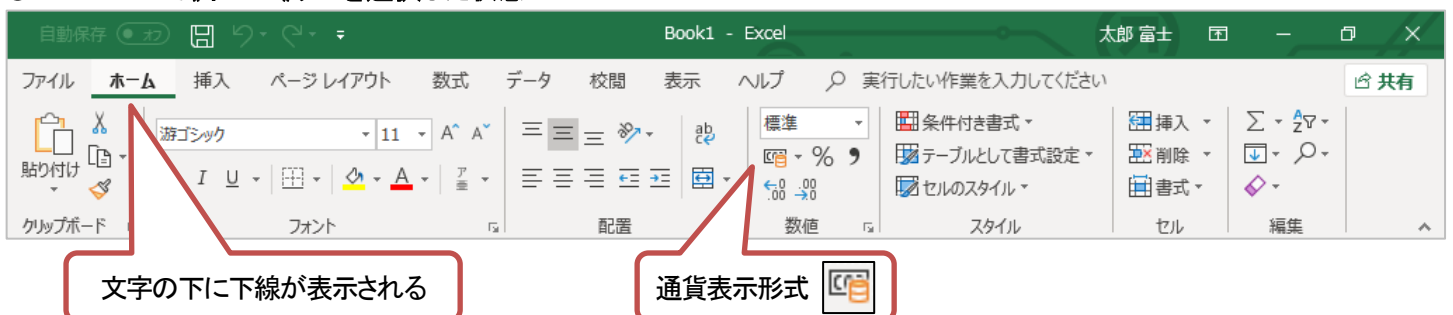 自動保存 オフ Book1 - Excel 太郎 富士
ファイル ホーム 挿入 ページ レイアウト 数式 データ 校閲 表示 ヘルプ 実行したい作業を入力してください 共有
游ゴシック 11 A^ A˅ ab 標準 条件付き書式 挿入 Σ A
貼り付け % 9 テーブルとして書式設定 削除 Z
I U A ア 亜 .00 .00 セルのスタイル 書式
クリップボード フォント 配置 数値 スタイル セル 編集
文字の下に下線が表示される 通貨表示形式